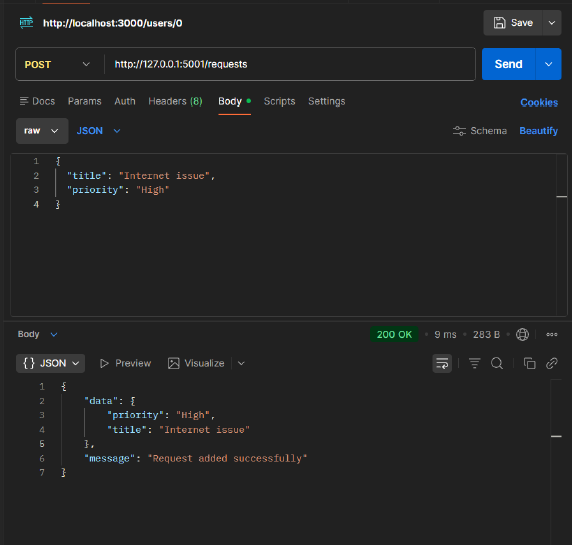 HTTP http://localhost:3000/users/0 Save
POST http://127.0.0.1:5001/requests Send
Docs Params Auth Headers (8) Body Scripts Settings Cookies
raw JSON Schema Beautify
1 {
2 "title": "Internet issue",
3 "priority": "High"
4 }
Body 200 OK • 9 ms • 283 B
{} JSON Preview Visualize
1 {
2 "data": {
3 "priority": "High",
4 "title": "Internet issue"
5 },
6 "message": "Request added successfully"
7 }